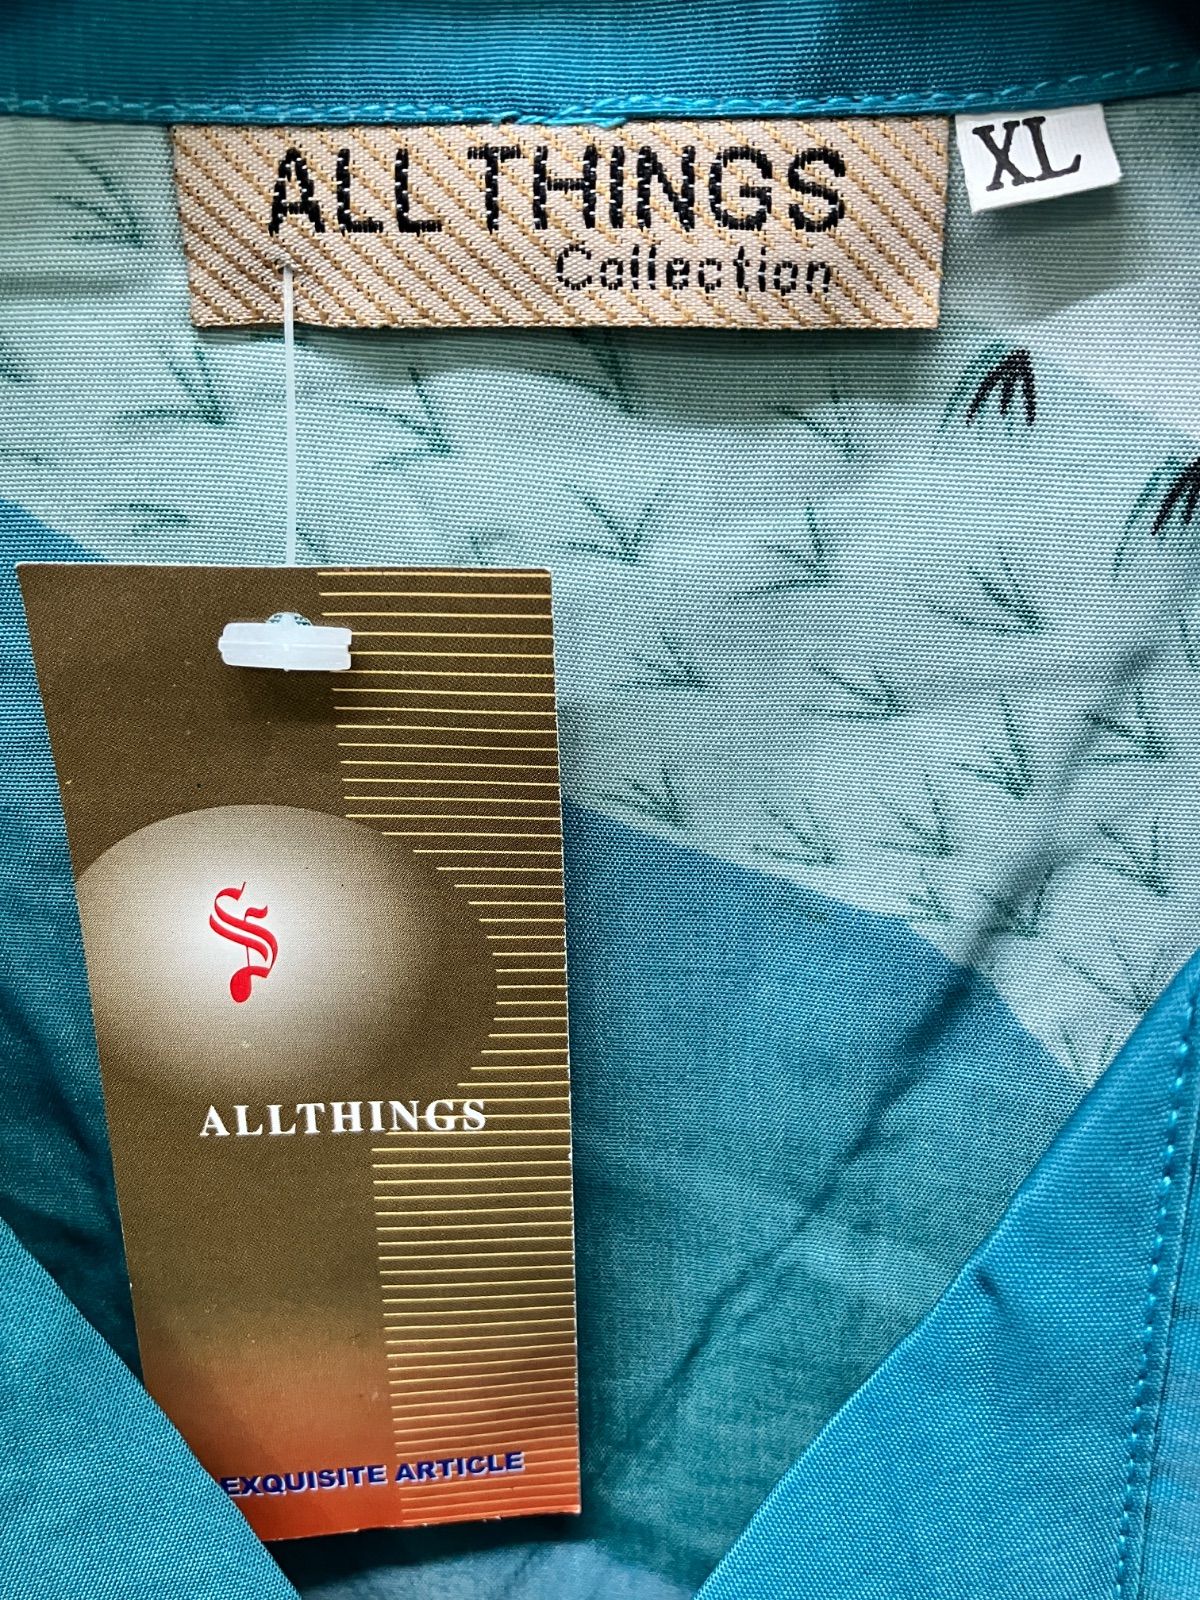 ALL THINGS
Collection
XL
S
ALLTHINGS
EXQUISITE ARTICLE